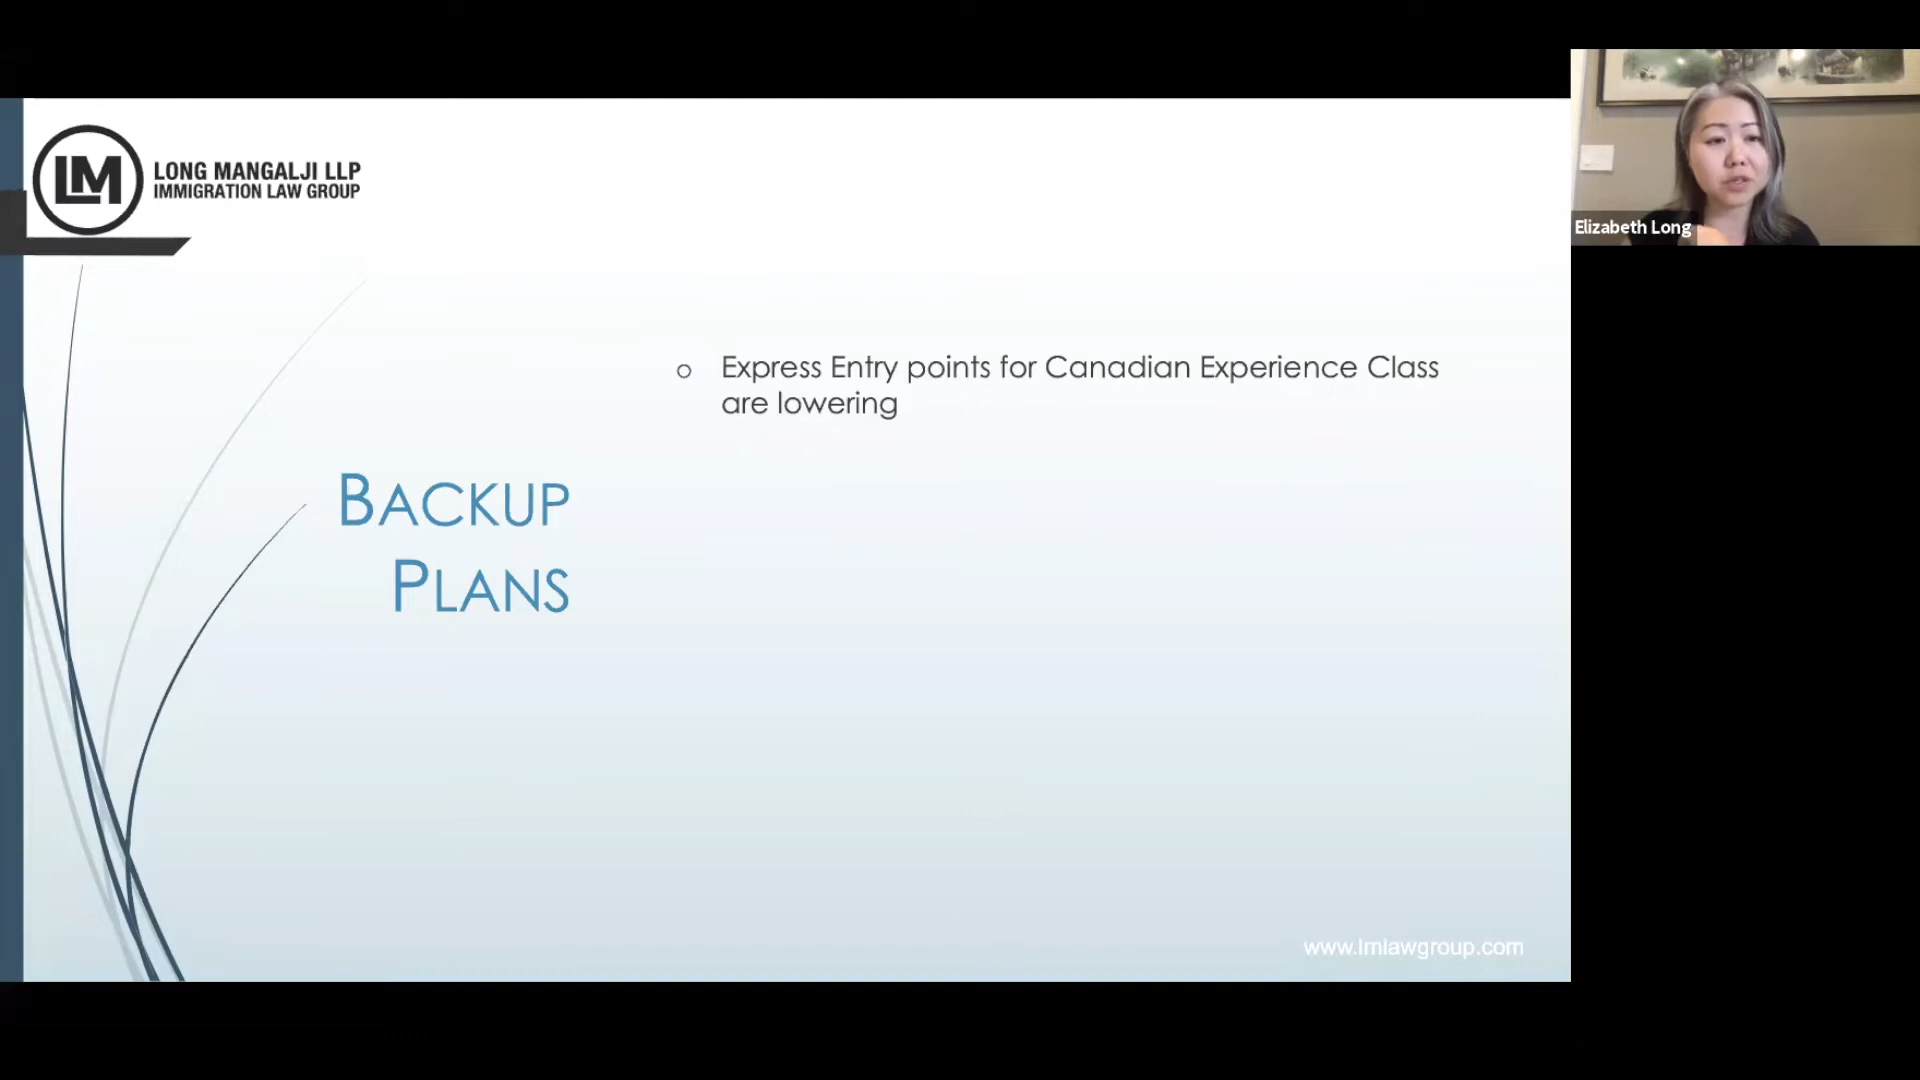 LM
LONG MANGALJI LLP
IMMIGRATION LAW GROUP
BACKUP
PLANS
Express Entry points for Canadian Experience Class
are lowering
www.lmlawgroup.com
Elizabeth Long